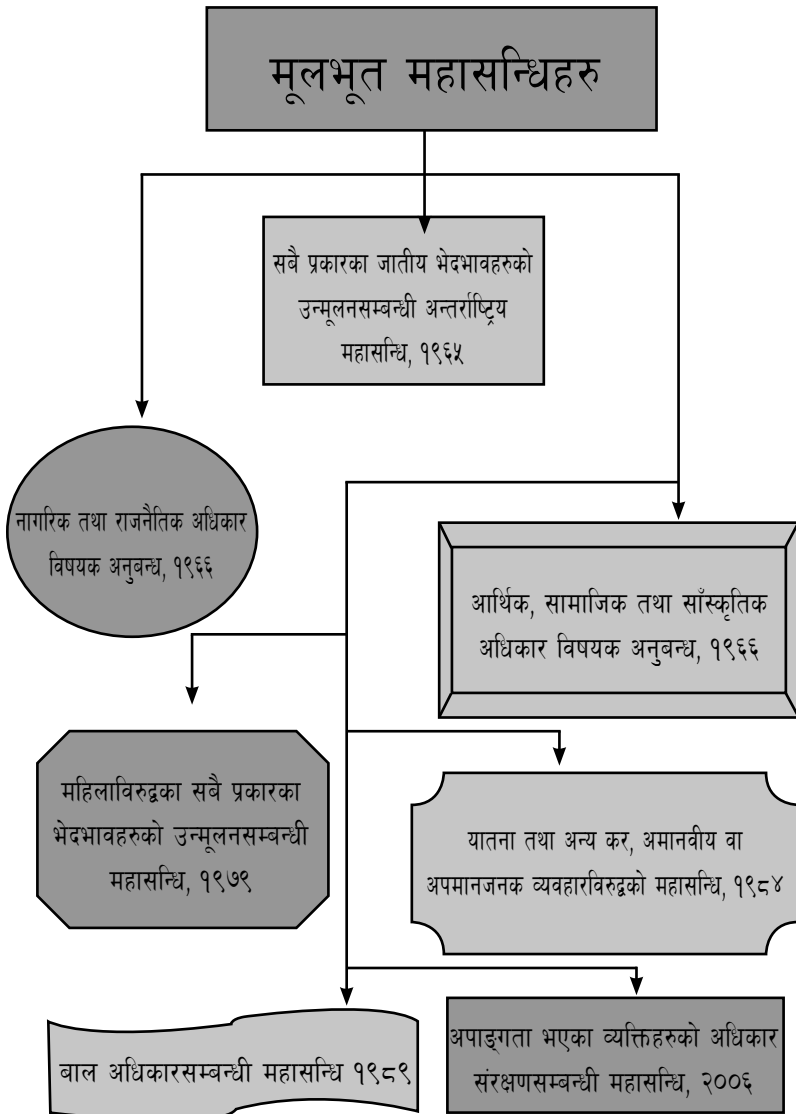 मूलभूत महासन्धिहरु
सबै प्रकारका जातीय भेदभावहरुको
उन्मूलनसम्बन्धी अन्तर्राष्ट्रिय
महासन्धि, १९६५
नागरिक तथा राजनैतिक अधिकार
विषयक अनुबन्ध, १९६६
आर्थिक, सामाजिक तथा साँस्कृतिक
अधिकार विषयक अनुबन्ध, १९६६
महिलाविरुद्धका सबै प्रकारका
भेदभावहरुको उन्मूलनसम्बन्धी
महासन्धि, १९७९
यातना तथा अन्य कर, अमानवीय वा
अपमानजनक व्यवहारविरुद्धको महासन्धि, १९८४
बाल अधिकारसम्बन्धी महासन्धि १९८९
अपाङ्गता भएका व्यक्तिहरुको अधिकार
संरक्षणसम्बन्धी महासन्धि, २००६